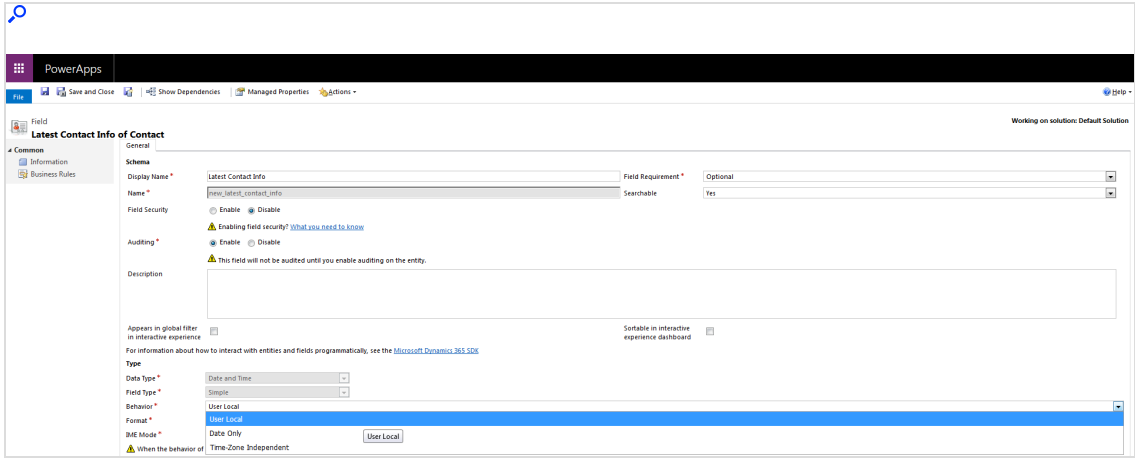 PowerApps
File Save and Close Show Dependencies Managed Properties Actions Help
Field
Latest Contact Info of Contact
Working on solution: Default Solution
Common
Information
Business Rules
General
Schema
Display Name * Latest Contact Info Field Requirement * Optional
Name * new_latest_contact_info Searchable Yes
Field Security Enable Disable
Enabling field security? What you need to know
Auditing * Enable Disable
This field will not be audited until you enable auditing on the entity.
Description
Appears in global filter
in interactive experience
Sortable in interactive
experience dashboard
For information about how to interact with entities and fields programmatically, see the Microsoft Dynamics 365 SDK
Type
Data Type * Date and Time
Field Type * Simple
Behavior * User Local
Format * User Local
IME Mode * Date Only User Local
When the behavior of Time-Zone Independent